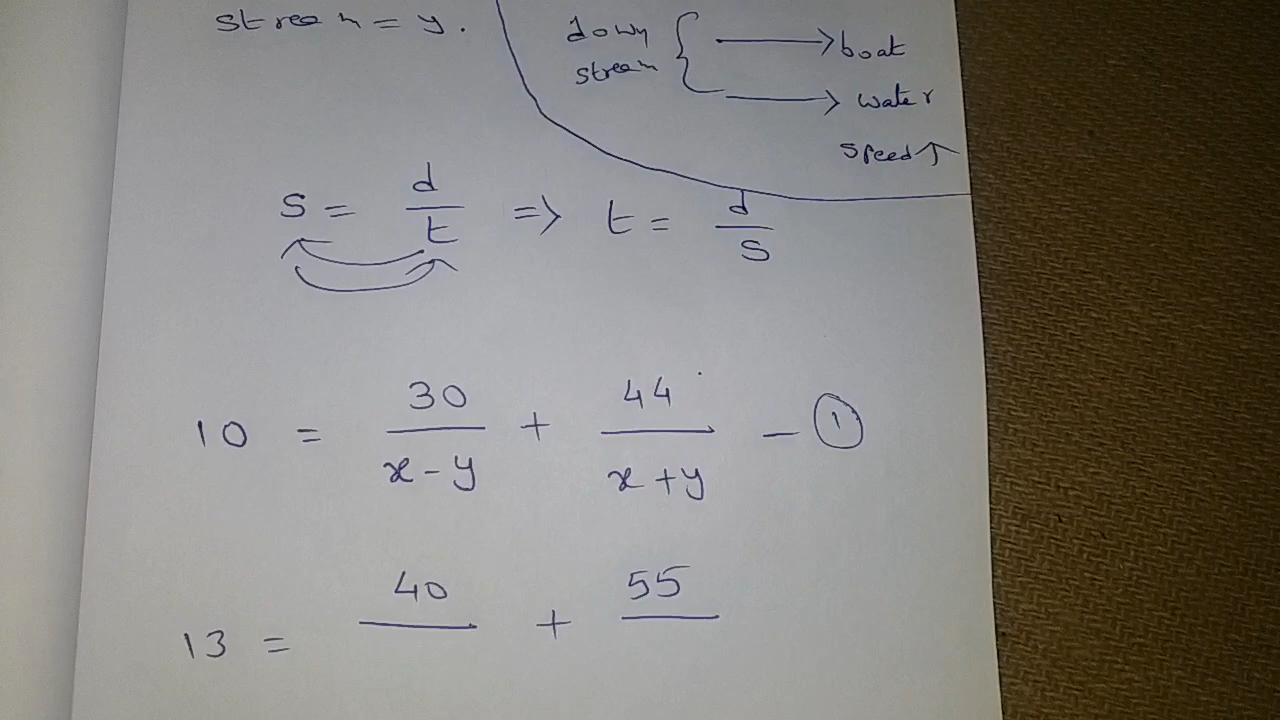 stream = y.
down stream { → boat
→ water
speed ↑
s = d/t => t = d/s
10 = 30/(x-y) + 44/(x+y) - ①
13 = 40/ + 55/